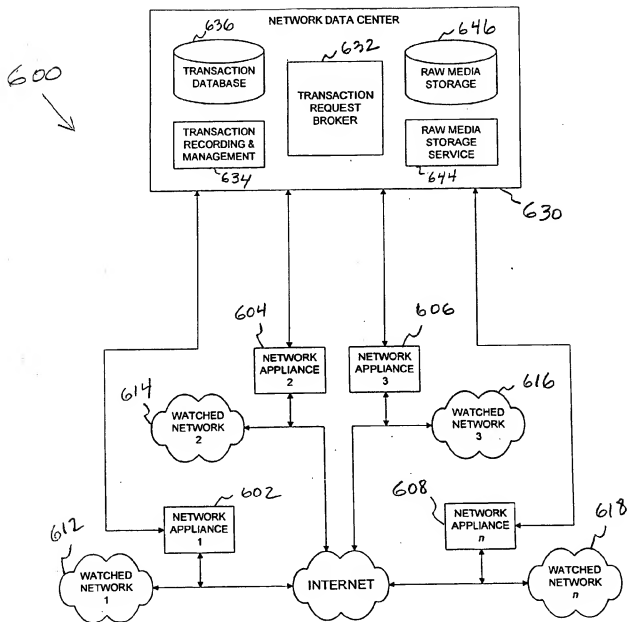 NETWORK DATA CENTER
636
632
646
600
TRANSACTION
DATABASE
TRANSACTION
REQUEST
BROKER
RAW MEDIA
STORAGE
TRANSACTION
RECORDING &
MANAGEMENT
RAW MEDIA
STORAGE
SERVICE
634
644
630
604
606
NETWORK
APPLIANCE
2
NETWORK
APPLIANCE
3
614
616
WATCHED
NETWORK
2
WATCHED
NETWORK
3
602
608
618
612
NETWORK
APPLIANCE
1
NETWORK
APPLIANCE
n
WATCHED
NETWORK
1
INTERNET
WATCHED
NETWORK
n